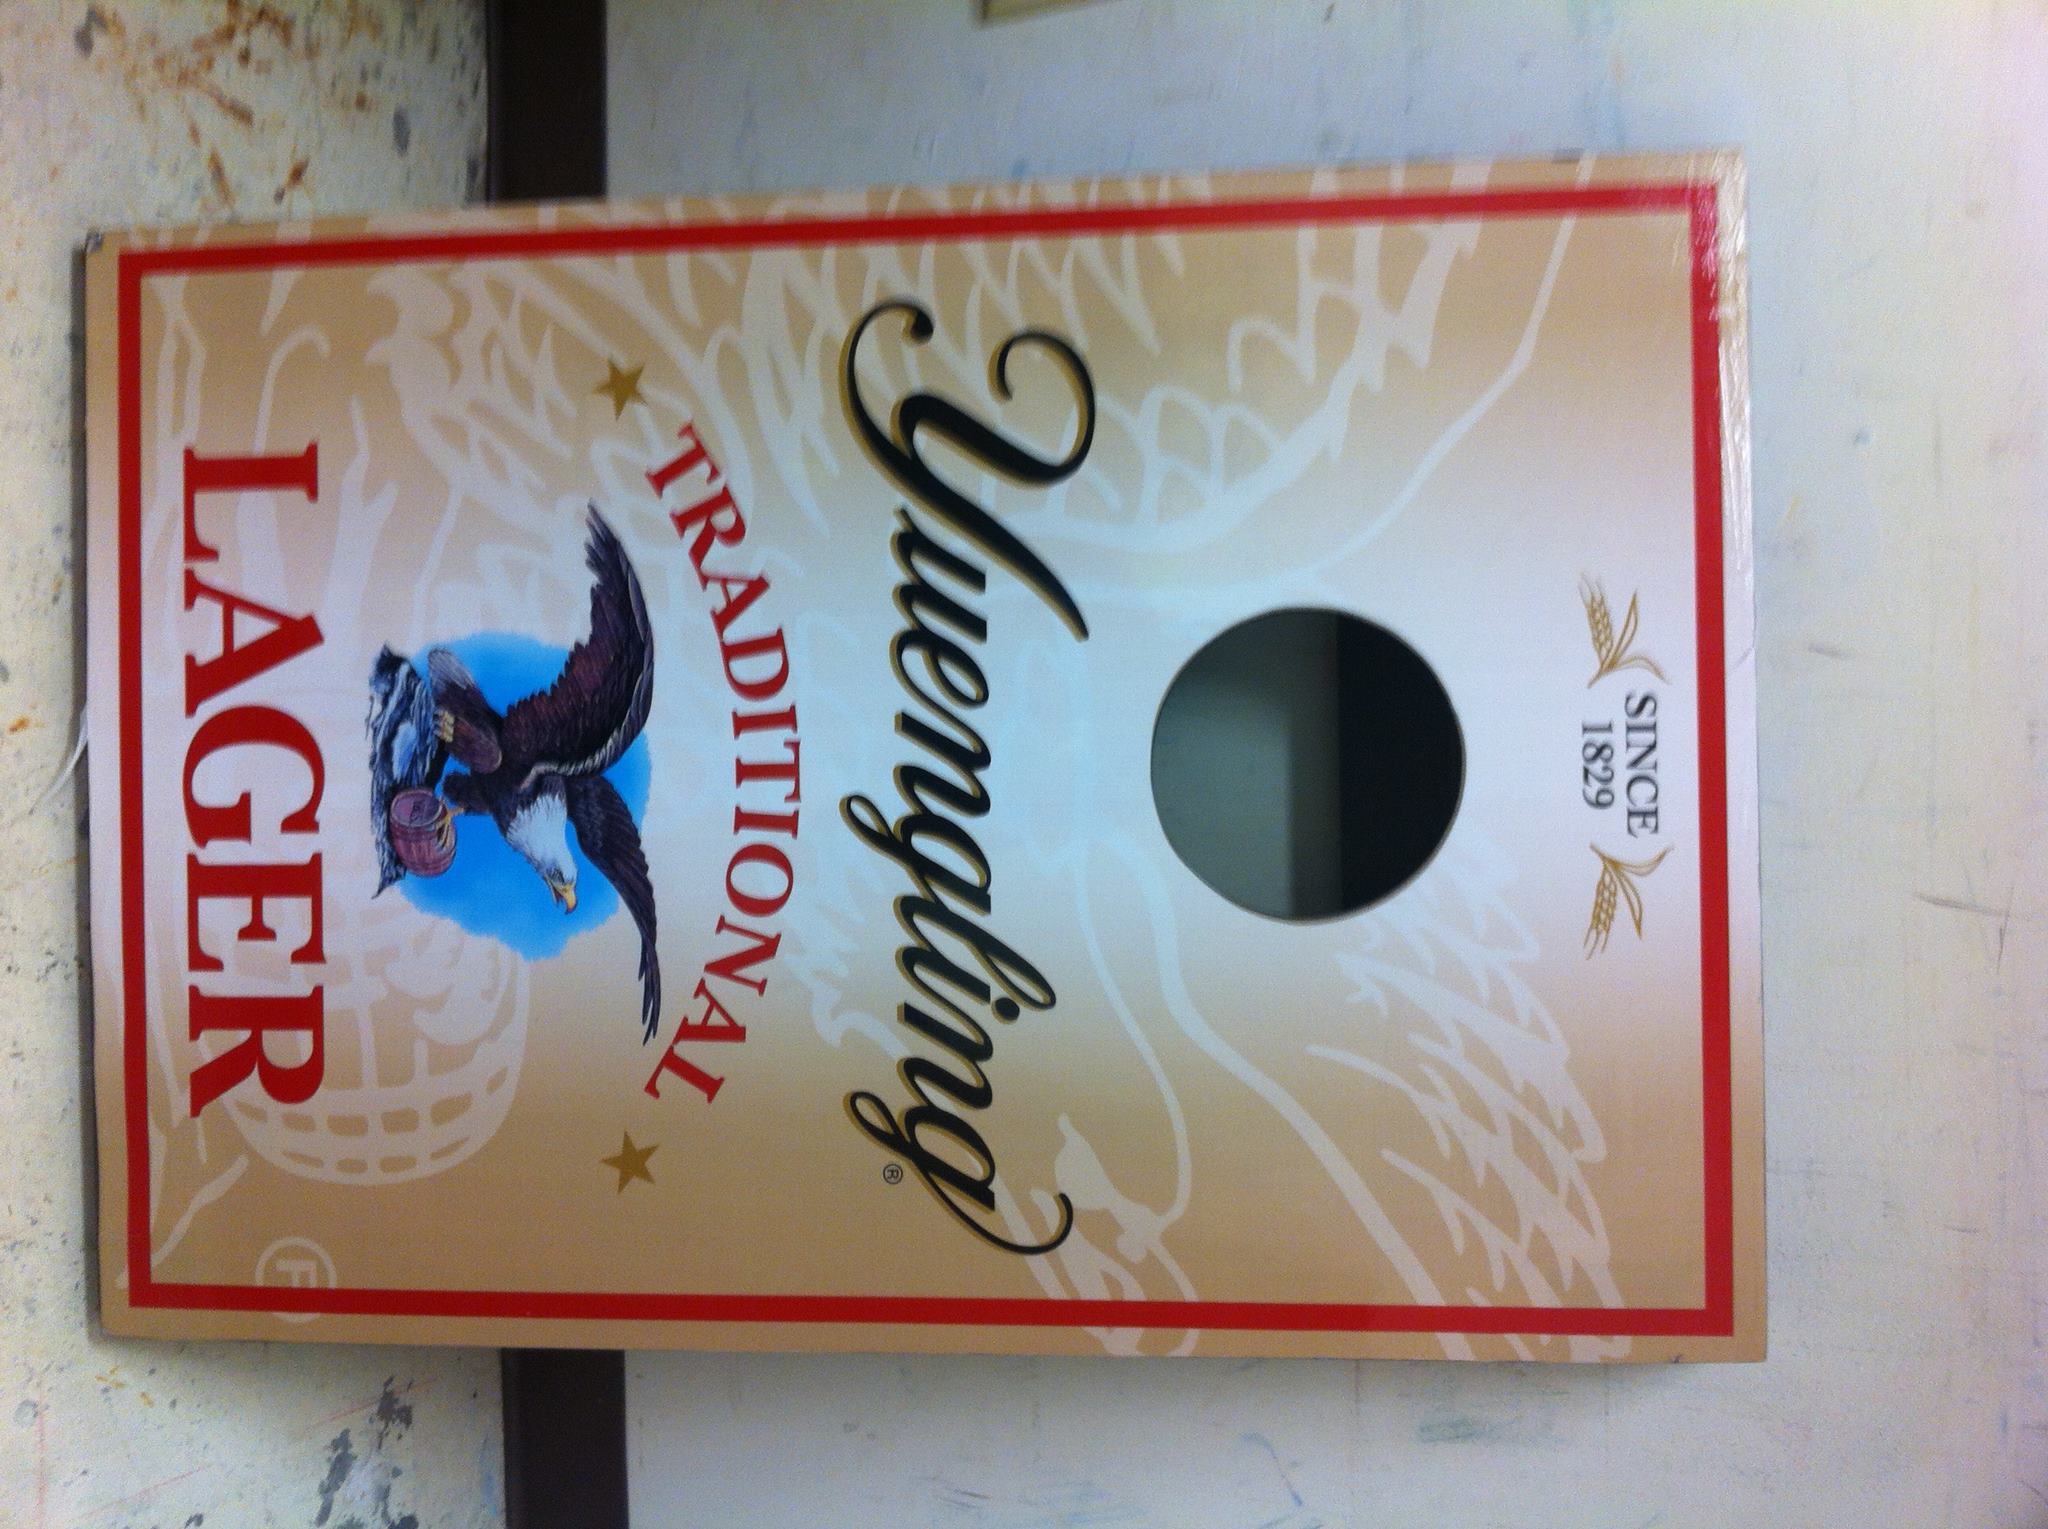 SINCE
1829
Yuengling®
TRADITIONAL
LAGER
®